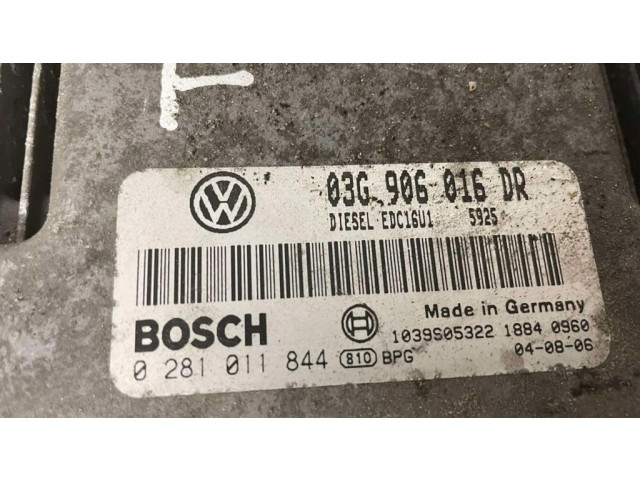 T
03G 906 016 DR
DIESEL EDC16U1 5925
Made in Germany
BOSCH
1039S05322 1884 0960
0 281 011 844 810 BPG 04-08-06